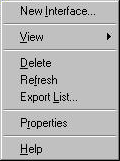 New Interface...
View
Delete
Refresh
Export List...
Properties
Help